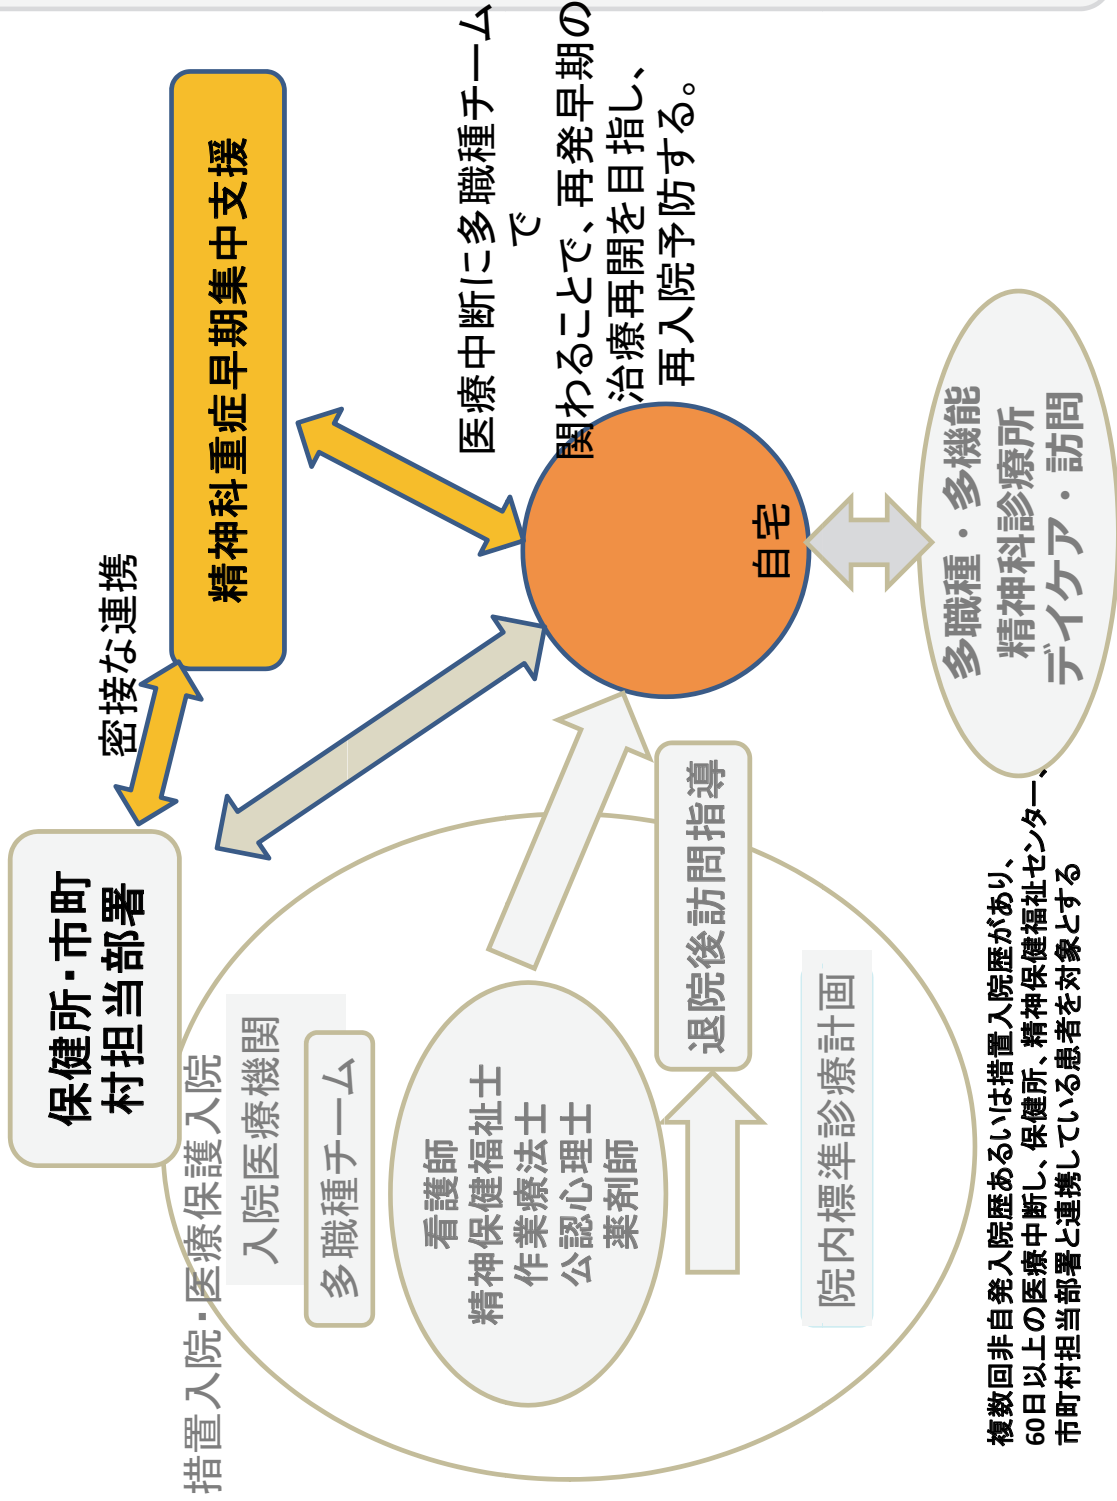 保健所・市町
村担当部署
密接な連携
精神科重症早期集中支援
措置入院・医療保護入院
入院医療機関
多職種チーム
看護師
精神保健福祉士
作業療法士
公認心理士
薬剤師
退院後訪問指導
院内標準診療計画
医療中断に多職種チーム
で
関わることで、再発早期の
治療再開を目指し、
再入院予防する。
自宅
多職種・多機能
精神科診療所
デイケア・訪問
複数回非自発入院歴あるいは措置入院歴があり、
60日以上の医療中断し、保健所、精神保健福祉センター、
市町村担当部署と連携している患者を対象とする